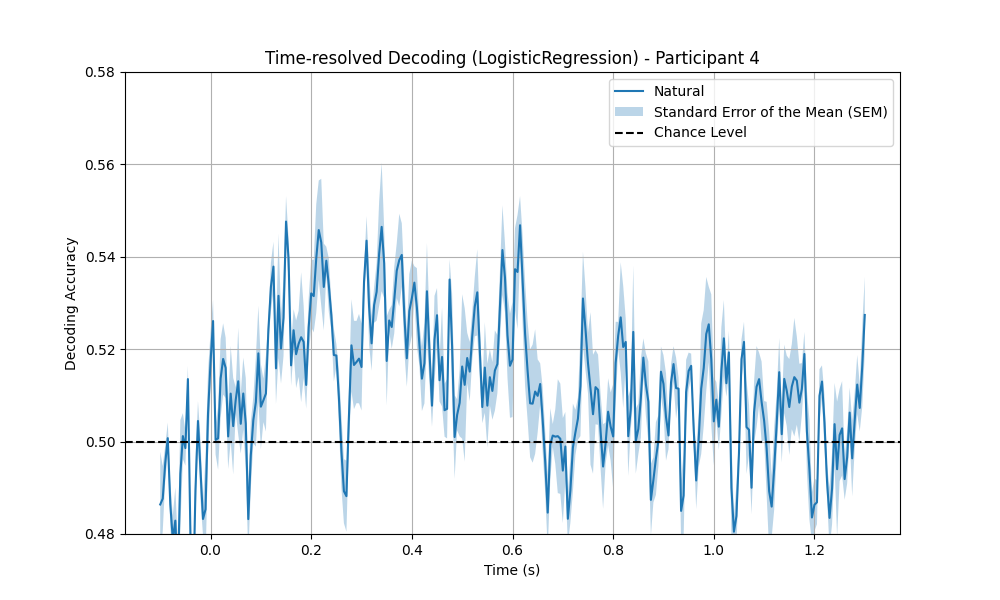 Time-resolved Decoding (LogisticRegression) - Participant 4
Natural
Standard Error of the Mean (SEM)
Chance Level
Decoding Accuracy
0.58
0.56
0.54
0.52
0.50
0.48
0.0 0.2 0.4 0.6 0.8 1.0 1.2
Time (s)